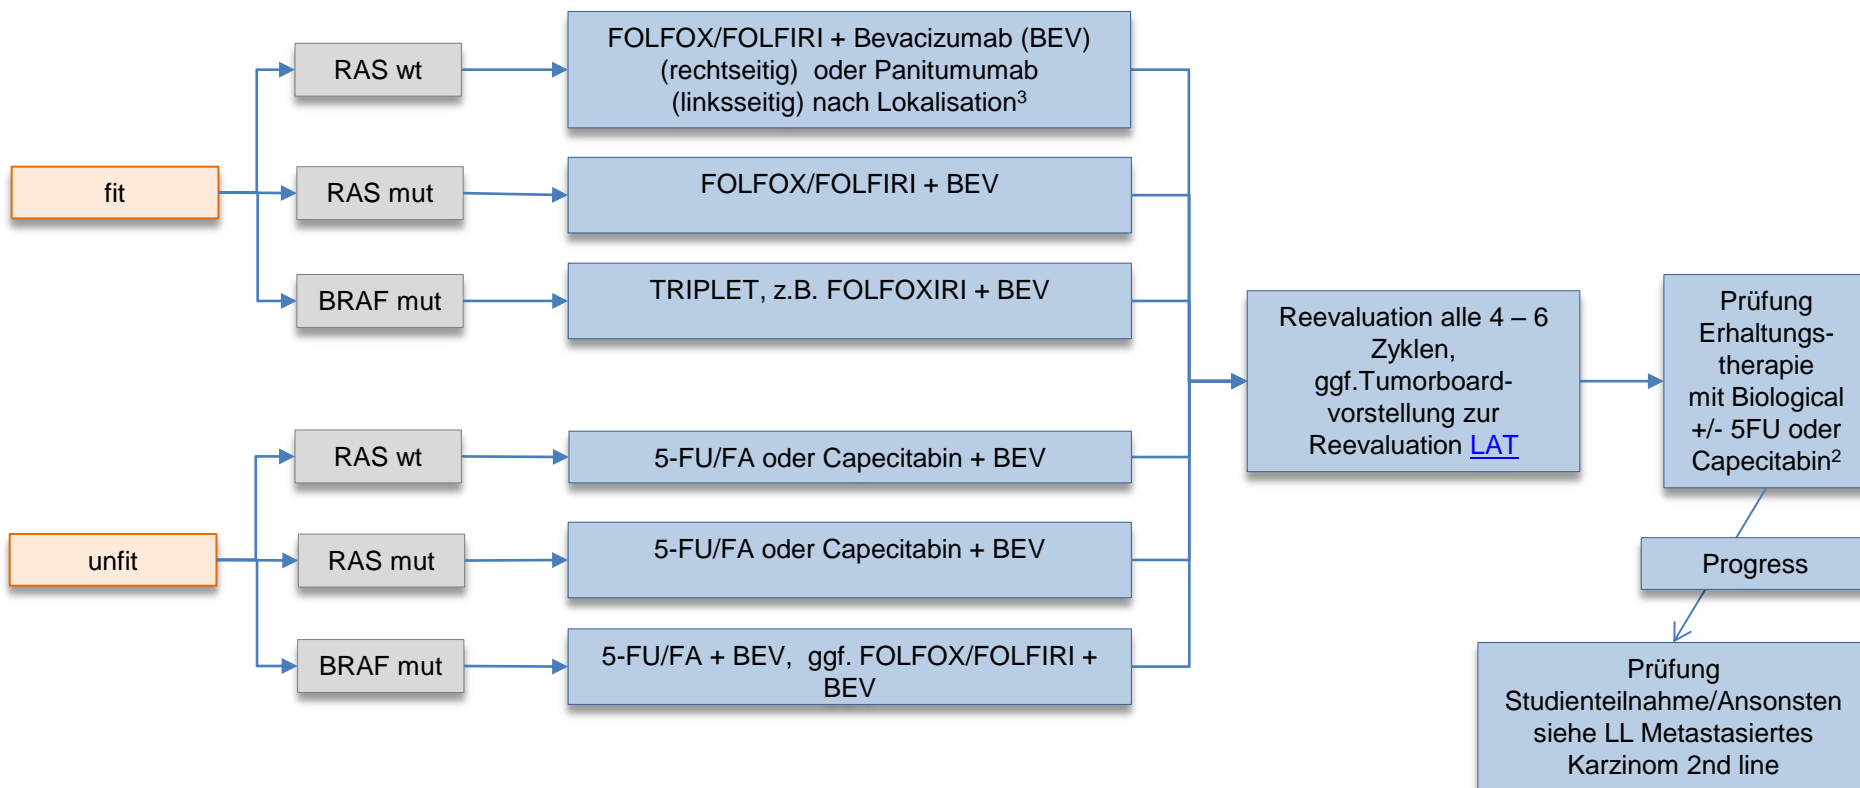 fit
RAS wt
FOLFOX/FOLFIRI + Bevacizumab (BEV)
(rechtseitig) oder Panitumumab
(linksseitig) nach Lokalisation³
RAS mut
FOLFOX/FOLFIRI + BEV
BRAF mut
TRIPLET, z.B. FOLFOXIRI + BEV
unfit
RAS wt
5-FU/FA oder Capecitabin + BEV
RAS mut
5-FU/FA oder Capecitabin + BEV
BRAF mut
5-FU/FA + BEV, ggf. FOLFOX/FOLFIRI +
BEV
Reevaluation alle 4 – 6
Zyklen,
ggf.Tumorboard-
vorstellung zur
Reevaluation LAT
Prüfung
Erhaltungs-
therapie
mit Biological
+/- 5FU oder
Capecitabin²
Progress
Prüfung
Studienteilnahme/Ansonsten
siehe LL Metastasiertes
Karzinom 2nd line